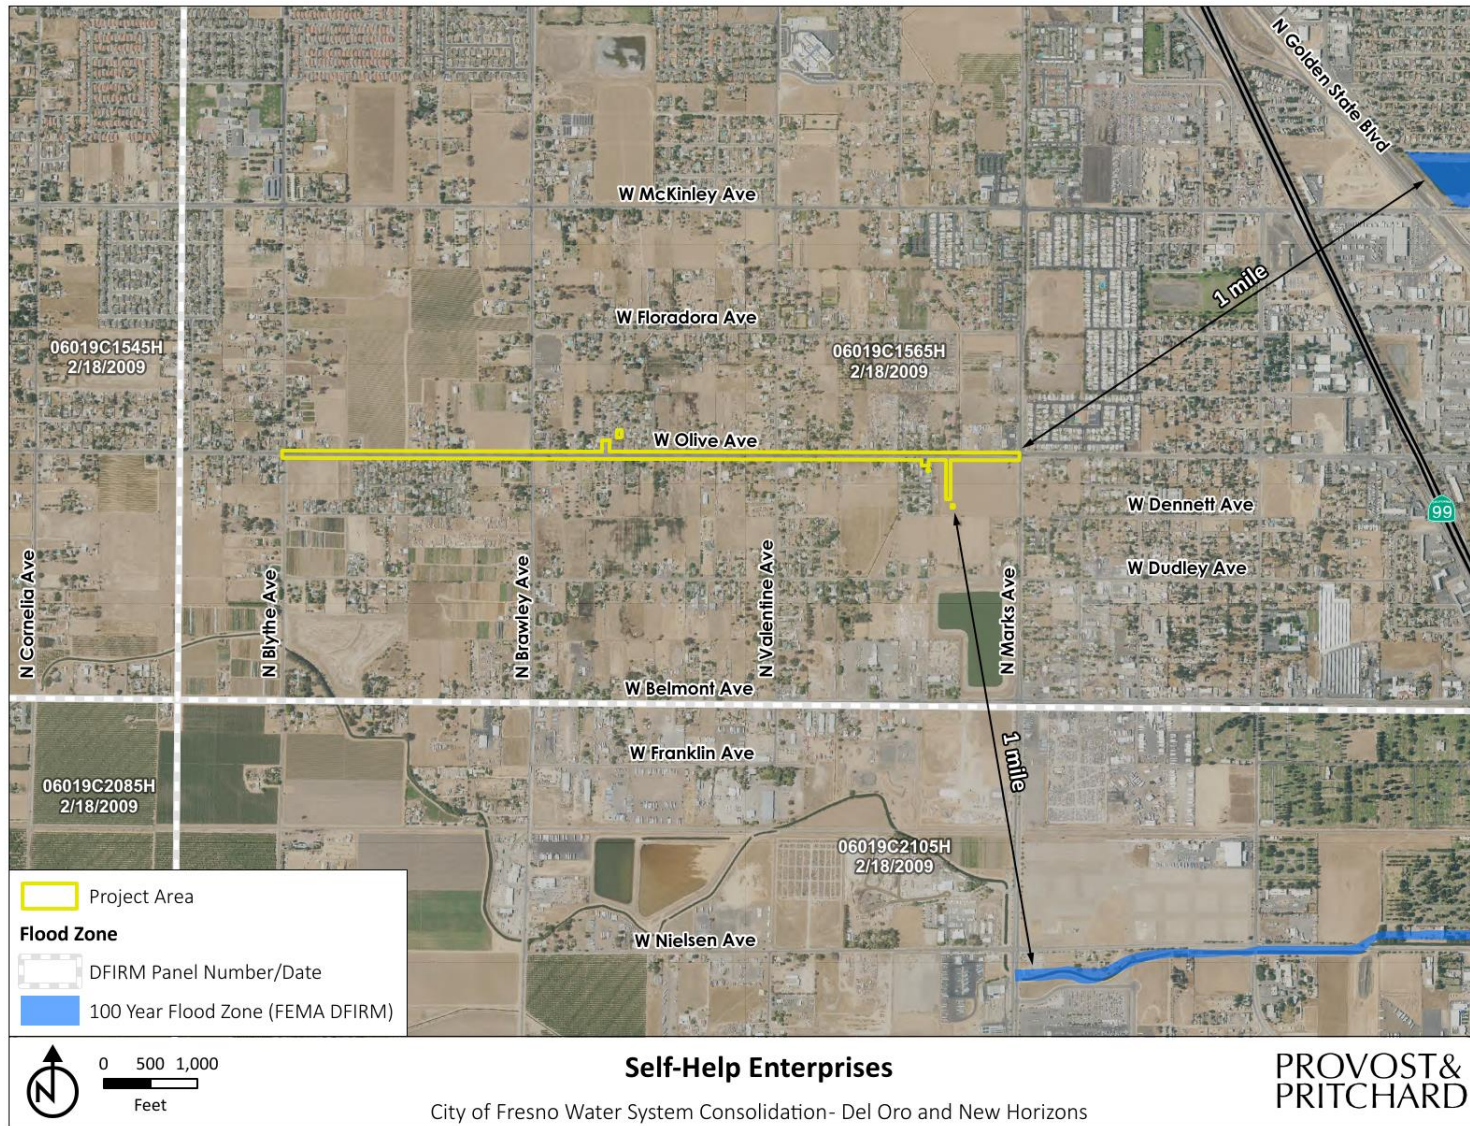 N Golden State Blvd
W McKinley Ave
1 mile
W Floradora Ave
06019C1545H
2/18/2009
06019C1565H
2/18/2009
W Olive Ave
W Dennett Ave
99
W Dudley Ave
N Cornelia Ave
N Blythe Ave
N Brawley Ave
N Valentine Ave
N Marks Ave
W Belmont Ave
W Franklin Ave
1 mile
06019C2085H
2/18/2009
06019C2105H
2/18/2009
W Nielsen Ave
Project Area
Flood Zone
DFIRM Panel Number/Date
100 Year Flood Zone (FEMA DFIRM)
N
0 500 1,000
Feet
Self-Help Enterprises
City of Fresno Water System Consolidation- Del Oro and New Horizons
PROVOST&
PRITCHARD